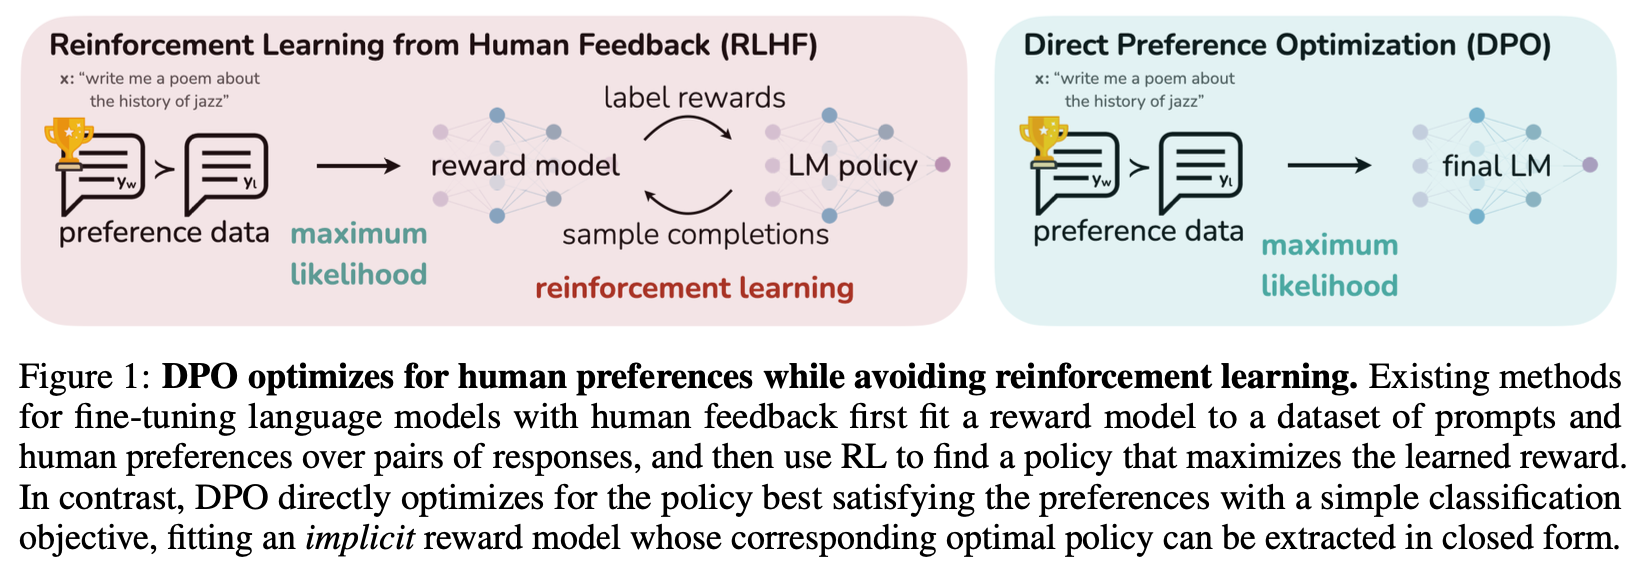 Reinforcement Learning from Human Feedback (RLHF)
x: “write me a poem about
the history of jazz”
label rewards
yw
yl
reward model
LM policy
preference data
maximum
likelihood
sample completions
reinforcement learning
Direct Preference Optimization (DPO)
x: “write me a poem about
the history of jazz”
yw
yl
final LM
preference data
maximum
likelihood
Figure 1: DPO optimizes for human preferences while avoiding reinforcement learning. Existing methods
for fine-tuning language models with human feedback first fit a reward model to a dataset of prompts and
human preferences over pairs of responses, and then use RL to find a policy that maximizes the learned reward.
In contrast, DPO directly optimizes for the policy best satisfying the preferences with a simple classification
objective, fitting an implicit reward model whose corresponding optimal policy can be extracted in closed form.